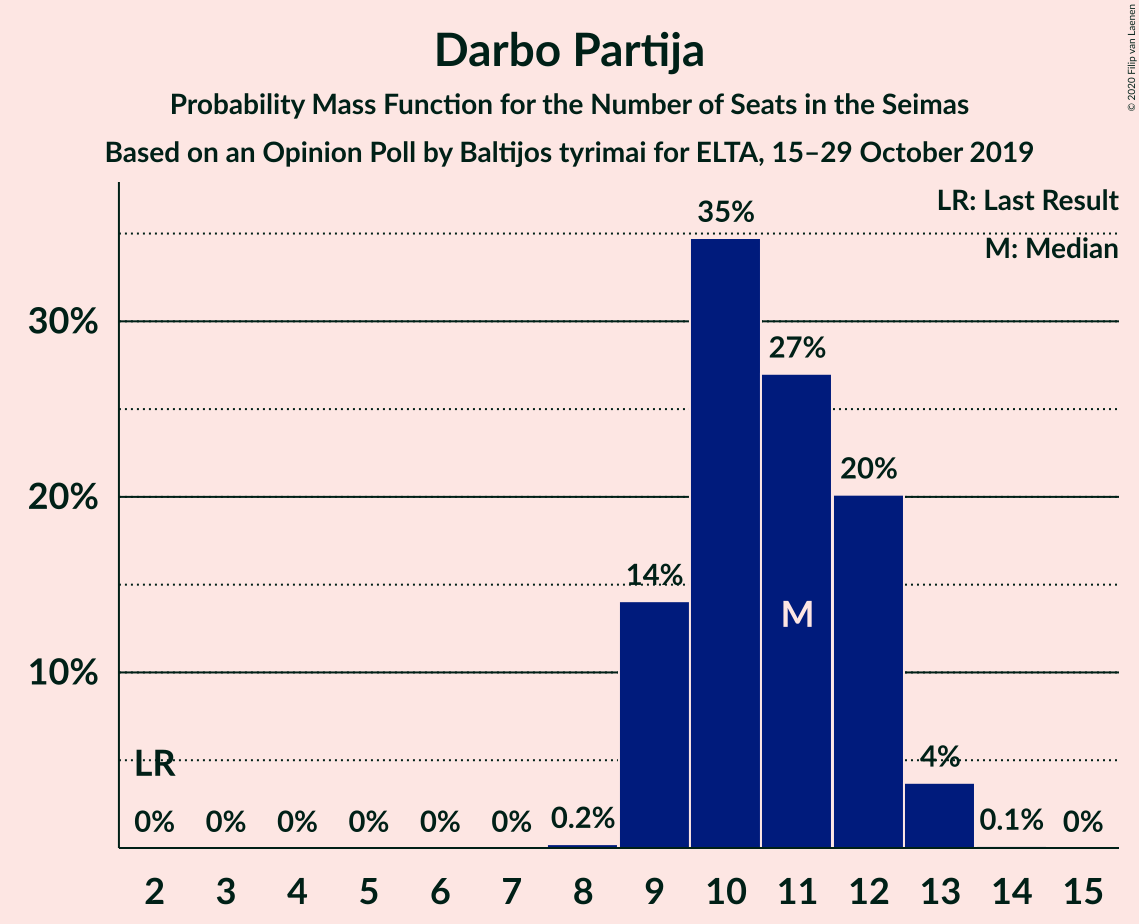 Darbo Partija
Probability Mass Function for the Number of Seats in the Seimas
Based on an Opinion Poll by Baltijos tyrimai for ELTA, 15–29 October 2019
© 2020 Filip van Laenen
LR: Last Result
M: Median
35%
30%
27%
20%
20%
14%
M
10%
LR
4%
0% 0% 0% 0% 0% 0% 0.2% 0.1% 0%
2 3 4 5 6 7 8 9 10 11 12 13 14 15